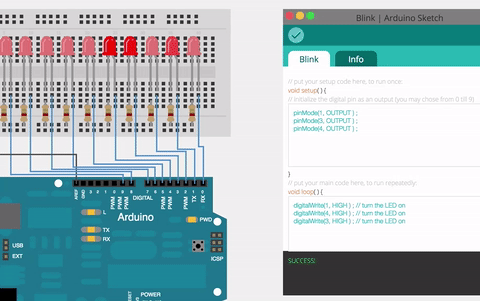 Blink | Arduino Sketch
Blink
Info
// put your setup code here, to run once:
void setup() {
// Initialize the digital pin as an output (you may chose from 0 till 9)
pinMode(1, OUTPUT ) ;
pinMode(3, OUTPUT ) ;
pinMode(4, OUTPUT ) ;
}
// put your main code here, to run repeatedly:
void loop() {
digitalWrite(1, HIGH ) ; // turn the LED on
digitalWrite(4, HIGH ) ; // turn the LED on
digitalWrite(3, HIGH ) ; // turn the LED on
SUCCESS!
AREF
GND
DIGITAL
PWM
PWM
PWM
PWM
PWM
PWM
TX
RX
Arduino
L
TX
RX
PWD
USB
EXT
ICSP
POWER